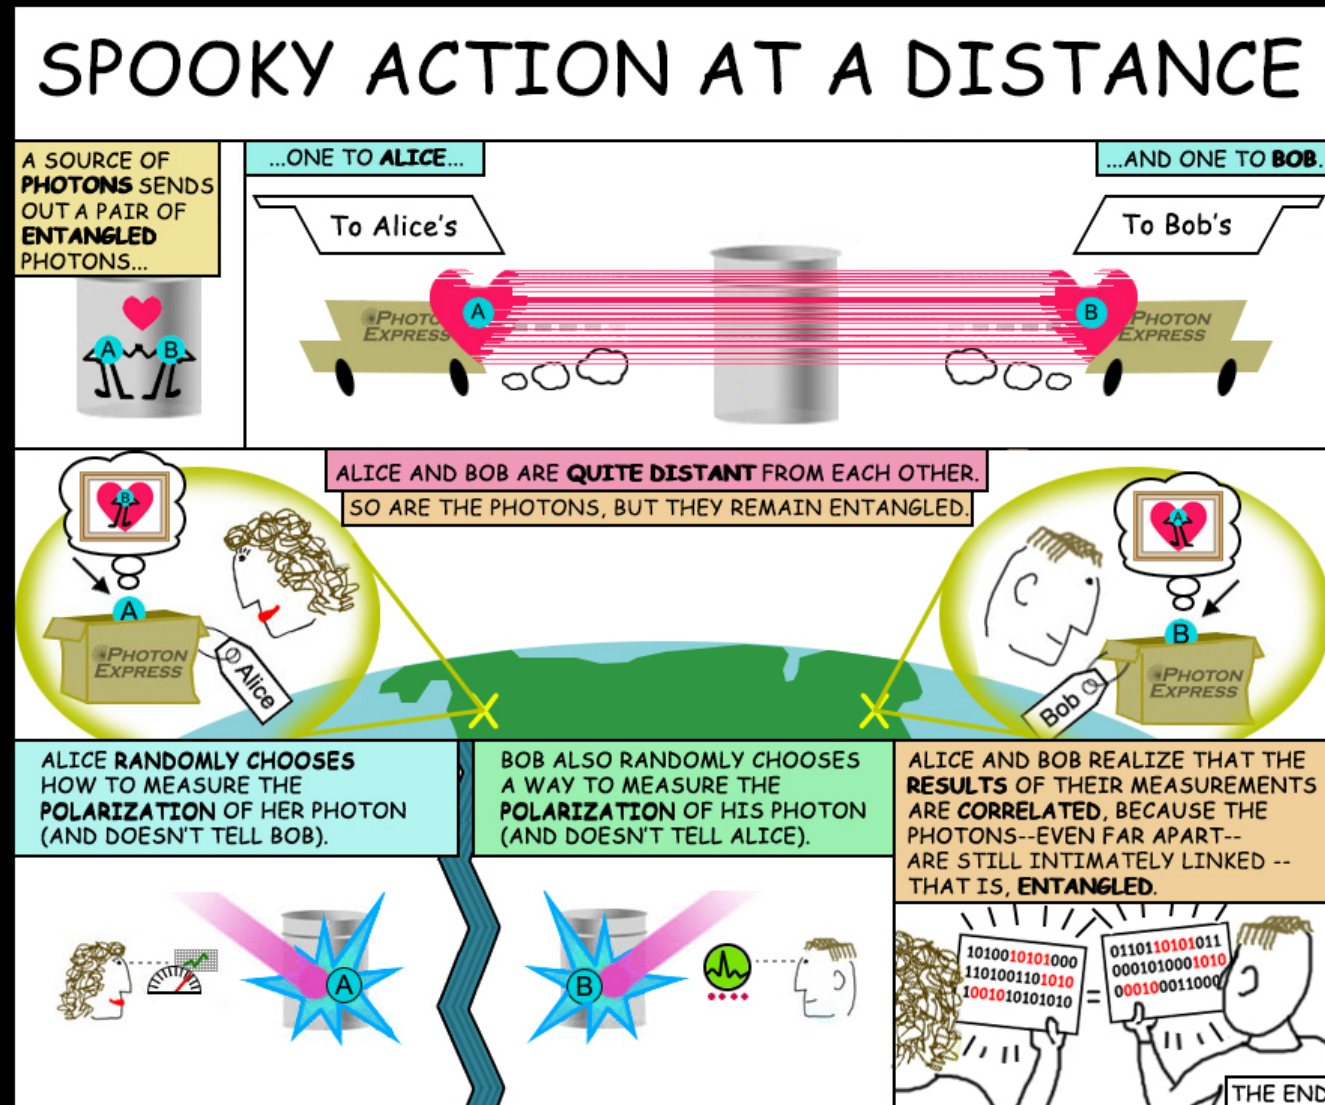 SPOOKY ACTION AT A DISTANCE
A SOURCE OF
PHOTONS SENDS
OUT A PAIR OF
ENTANGLED
PHOTONS...
A B
...ONE TO ALICE...
To Alice's
PHOTON
EXPRESS
A
...AND ONE TO BOB.
To Bob's
B
PHOTON
EXPRESS
ALICE AND BOB ARE QUITE DISTANT FROM EACH OTHER.
SO ARE THE PHOTONS, BUT THEY REMAIN ENTANGLED.
B
A
PHOTON
EXPRESS
Alice
A
B
PHOTON
EXPRESS
Bob
ALICE RANDOMLY CHOOSES
HOW TO MEASURE THE
POLARIZATION OF HER PHOTON
(AND DOESN'T TELL BOB).
A
BOB ALSO RANDOMLY CHOOSES
A WAY TO MEASURE THE
POLARIZATION OF HIS PHOTON
(AND DOESN'T TELL ALICE).
B
ALICE AND BOB REALIZE THAT THE
RESULTS OF THEIR MEASUREMENTS
ARE CORRELATED, BECAUSE THE
PHOTONS--EVEN FAR APART--
ARE STILL INTIMATELY LINKED --
THAT IS, ENTANGLED.
1010010101000
1101001101010
1001010101010
=
0110110101011
0001010001010
000100011000
THE END